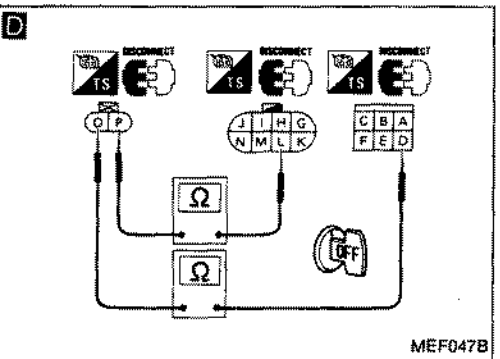 D
DISCONNECT DISCONNECT DISCONNECT
TS TS TS
O P J I H G C B A
N M L K F E D
Ω
OFF
Ω
MEF047B